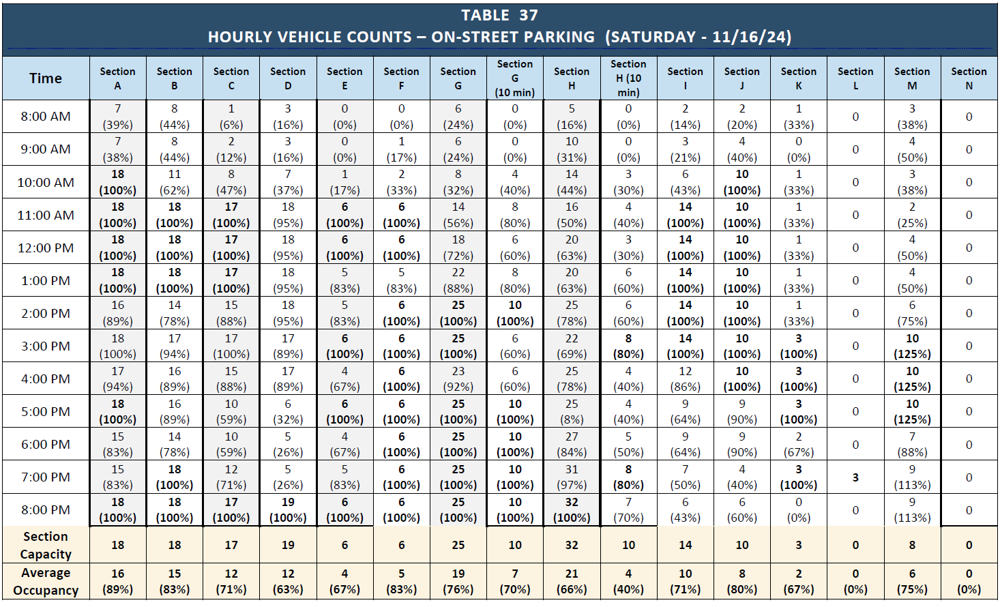 TABLE 37
HOURLY VEHICLE COUNTS – ON-STREET PARKING (SATURDAY - 11/16/24)
Time Section A Section B Section C Section D Section E Section F Section G Section G (10 min) Section H Section H (10 min) Section I Section J Section K Section L Section M Section N
8:00 AM 7 (39%) 8 (44%) 1 (6%) 3 (16%) 0 (0%) 0 (0%) 6 (24%) 0 (0%) 5 (16%) 0 (0%) 2 (14%) 2 (20%) 1 (33%) 0 3 (38%) 0
9:00 AM 7 (38%) 8 (44%) 2 (12%) 3 (16%) 0 (0%) 1 (17%) 6 (24%) 0 (0%) 10 (31%) 0 (0%) 3 (21%) 4 (40%) 0 (0%) 0 4 (50%) 0
10:00 AM 18 (100%) 11 (62%) 8 (47%) 7 (37%) 1 (17%) 2 (33%) 8 (32%) 4 (40%) 14 (44%) 3 (30%) 6 (43%) 10 (100%) 1 (33%) 0 3 (38%) 0
11:00 AM 18 (100%) 18 (100%) 17 (100%) 18 (95%) 6 (100%) 6 (100%) 14 (56%) 8 (80%) 16 (50%) 4 (40%) 14 (100%) 10 (100%) 1 (33%) 0 2 (25%) 0
12:00 PM 18 (100%) 18 (100%) 17 (100%) 18 (95%) 6 (100%) 6 (100%) 18 (72%) 6 (60%) 20 (63%) 3 (30%) 14 (100%) 10 (100%) 1 (33%) 0 4 (50%) 0
1:00 PM 18 (100%) 18 (100%) 17 (100%) 18 (95%) 5 (83%) 5 (83%) 22 (88%) 8 (80%) 20 (63%) 6 (60%) 14 (100%) 10 (100%) 1 (33%) 0 4 (50%) 0
2:00 PM 16 (89%) 14 (78%) 15 (88%) 18 (95%) 5 (83%) 6 (100%) 25 (100%) 10 (100%) 25 (78%) 6 (60%) 14 (100%) 10 (100%) 1 (33%) 0 6 (75%) 0
3:00 PM 18 (100%) 17 (94%) 17 (100%) 17 (89%) 6 (100%) 6 (100%) 25 (100%) 6 (60%) 22 (69%) 8 (80%) 14 (100%) 10 (100%) 3 (100%) 0 10 (125%) 0
4:00 PM 17 (94%) 16 (89%) 15 (88%) 17 (89%) 4 (67%) 6 (100%) 23 (92%) 6 (60%) 25 (78%) 4 (40%) 12 (86%) 10 (100%) 3 (100%) 0 10 (125%) 0
5:00 PM 18 (100%) 16 (89%) 10 (59%) 6 (32%) 6 (100%) 6 (100%) 25 (100%) 10 (100%) 25 (8%) 4 (40%) 9 (64%) 9 (90%) 3 (100%) 0 10 (125%) 0
6:00 PM 15 (83%) 14 (78%) 10 (59%) 5 (26%) 4 (67%) 6 (100%) 25 (100%) 10 (100%) 27 (84%) 5 (50%) 9 (64%) 9 (90%) 2 (67%) 0 7 (88%) 0
7:00 PM 15 (83%) 18 (100%) 12 (71%) 5 (26%) 5 (83%) 6 (100%) 25 (100%) 10 (100%) 31 (97%) 8 (80%) 7 (50%) 4 (40%) 3 (100%) 3 9 (113%) 0
8:00 PM 18 (100%) 18 (100%) 17 (100%) 19 (100%) 6 (100%) 6 (100%) 25 (100%) 10 (100%) 32 (100%) 7 (70%) 6 (43%) 6 (60%) 0 (0%) 0 9 (113%) 0
Section Capacity 18 18 17 19 6 6 25 10 32 10 14 10 3 0 8 0
Average Occupancy 16 (89%) 15 (83%) 12 (71%) 12 (63%) 4 (67%) 5 (83%) 19 (76%) 7 (70%) 21 (66%) 4 (40%) 10 (71%) 8 (80%) 2 (67%) 0 (0%) 6 (75%) 0 (0%)